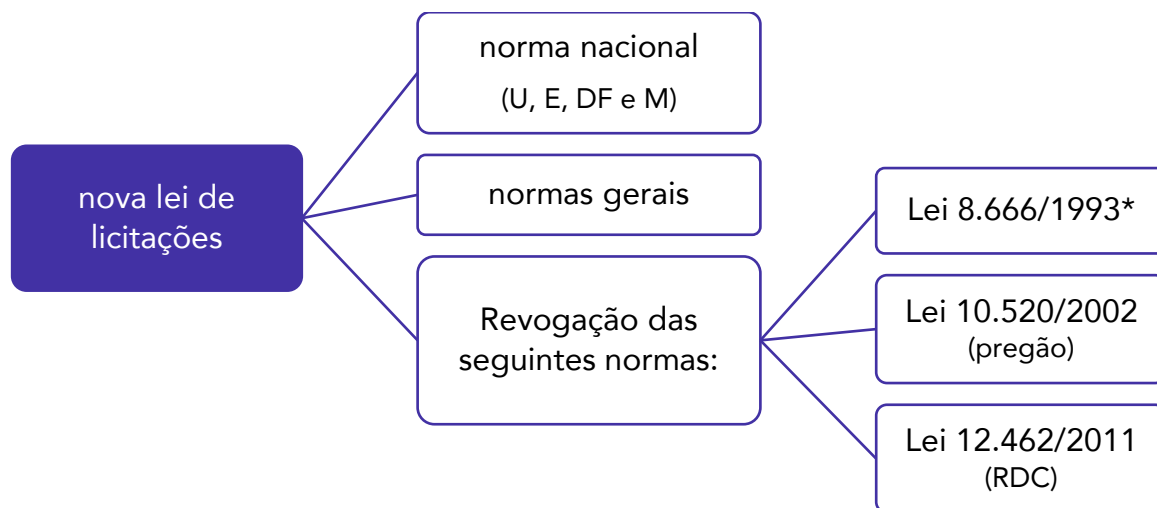 norma nacional
(U, E, DF e M)
nova lei de
licitações
normas gerais
Revogação das
seguintes normas:
Lei 8.666/1993*
Lei 10.520/2002
(pregão)
Lei 12.462/2011
(RDC)